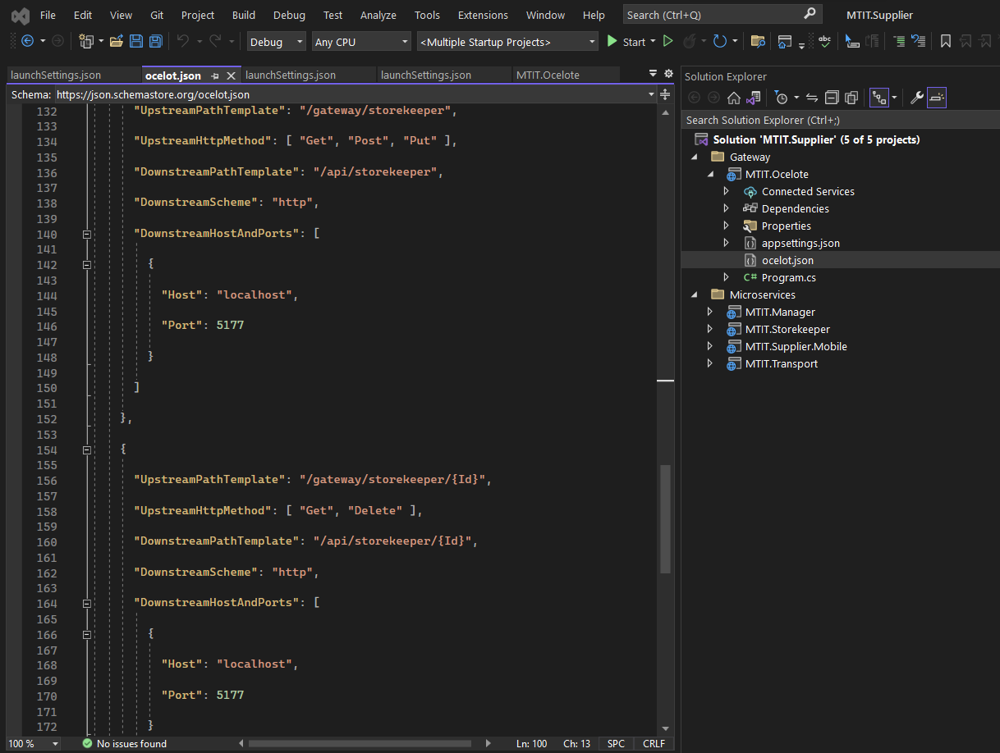 File Edit View Git Project Build Debug Test Analyze Tools Extensions Window Help Search (Ctrl+Q) MTIT.Supplier
Debug Any CPU <Multiple Startup Projects> Start abc
launchSettings.json ocelot.json launchSettings.json launchSettings.json MTIT.Ocelote
Schema: https://json.schemastore.org/ocelot.json
132 "UpstreamPathTemplate": "/gateway/storekeeper",
133
134 "UpstreamHttpMethod": [ "Get", "Post", "Put" ],
135
136 "DownstreamPathTemplate": "/api/storekeeper",
137
138 "DownstreamScheme": "http",
139
140 "DownstreamHostAndPorts": [
141
142 {
143
144 "Host": "localhost",
145
146 "Port": 5177
147
148 }
149
150 ]
151
152 },
153
154 {
155
156 "UpstreamPathTemplate": "/gateway/storekeeper/{Id}",
157
158 "UpstreamHttpMethod": [ "Get", "Delete" ],
159
160 "DownstreamPathTemplate": "/api/storekeeper/{Id}",
161
162 "DownstreamScheme": "http",
163
164 "DownstreamHostAndPorts": [
165
166 {
167
168 "Host": "localhost",
169
170 "Port": 5177
171
172 }
100 % No issues found Ln: 100 Ch: 13 SPC CRLF
Solution Explorer
Search Solution Explorer (Ctrl+;)
Solution 'MTIT.Supplier' (5 of 5 projects)
Gateway
MTIT.Ocelote
Connected Services
Dependencies
Properties
appsettings.json
ocelot.json
C# Program.cs
Microservices
MTIT.Manager
MTIT.Storekeeper
MTIT.Supplier.Mobile
MTIT.Transport